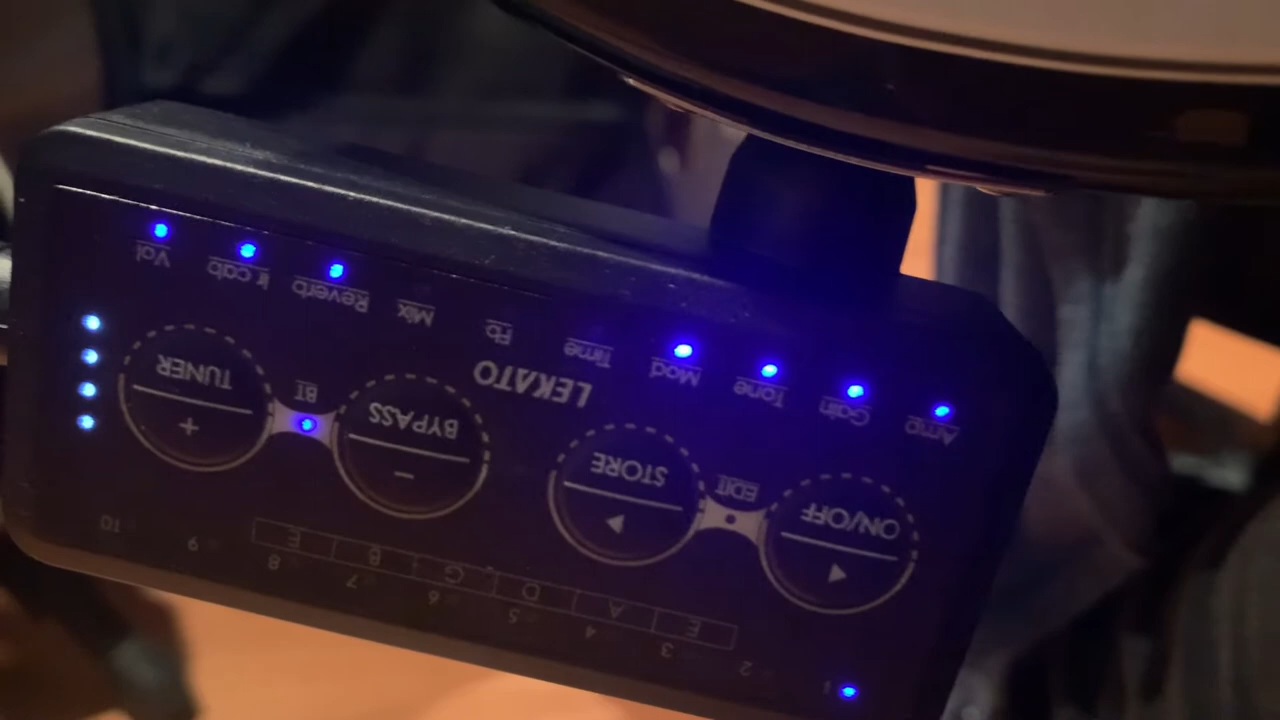 1 2 3 4 5 6 7 8 9 10
E A D G B E
ON/OFF EDIT STORE BYPASS BT TUNER
- +
LEKATO
Amp Gain Tone Mod Time Fb Mix Reverb Ir cab Vol